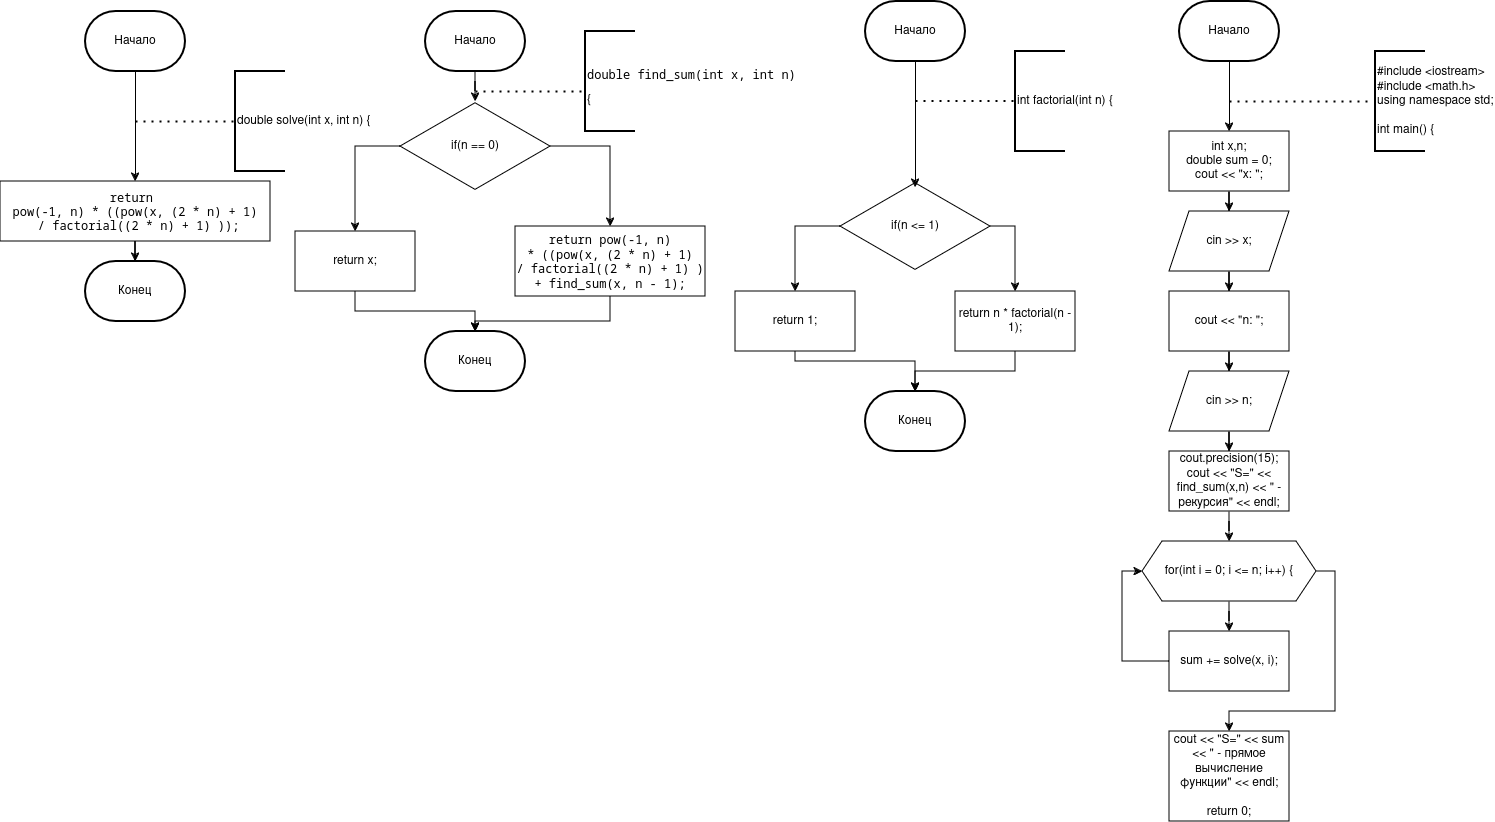 Начало
double solve(int x, int n) {
return
pow(-1, n) * ((pow(x, (2 * n) + 1)
/ factorial((2 * n) + 1) ));
Конец
Начало
double find_sum(int x, int n)
{
if(n == 0)
return x;
return pow(-1, n)
* ((pow(x, (2 * n) + 1)
/ factorial((2 * n) + 1) )
+ find_sum(x, n - 1);
Конец
Начало
int factorial(int n) {
if(n <= 1)
return 1;
return n * factorial(n -
1);
Конец
Начало
#include <iostream>
#include <math.h>
using namespace std;
int main() {
int x,n;
double sum = 0;
cout << "x: ";
cin >> x;
cout << "n: ";
cin >> n;
cout.precision(15);
cout << "S=" <<
find_sum(x,n) << " -
рекурсия" << endl;
for(int i = 0; i <= n; i++) {
sum += solve(x, i);
cout << "S=" << sum
<< " - прямое
вычисление
функции" << endl;
return 0;